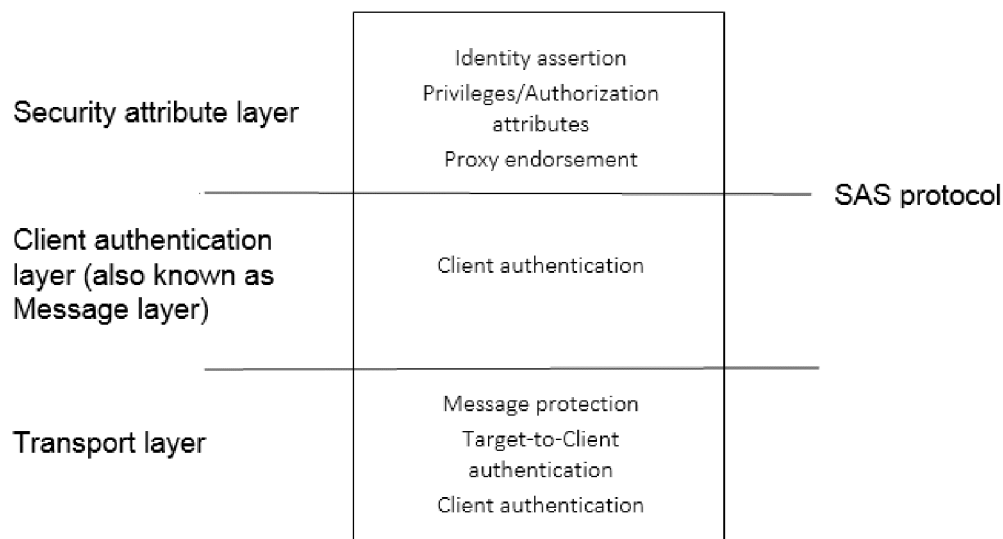 Security attribute layer
Identity assertion
Privileges/Authorization
attributes
Proxy endorsement
SAS protocol
Client authentication
layer (also known as
Message layer)
Client authentication
Transport layer
Message protection
Target-to-Client
authentication
Client authentication